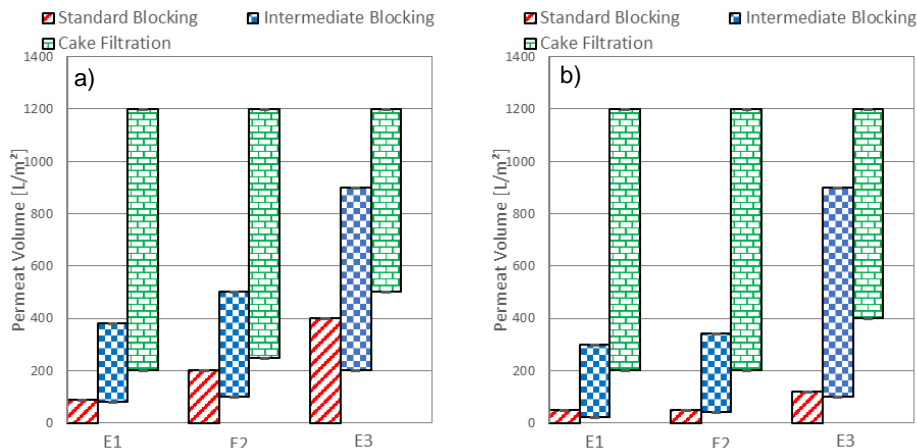 Standard Blocking Intermediate Blocking
Cake Filtration
a)
Permeat Volume [L/m²]
1400
1200
1000
800
600
400
200
0
E1 E2 E3
Standard Blocking Intermediate Blocking
Cake Filtration
b)
Permeat Volume [L/m²]
1400
1200
1000
800
600
400
200
0
E1 E2 E3